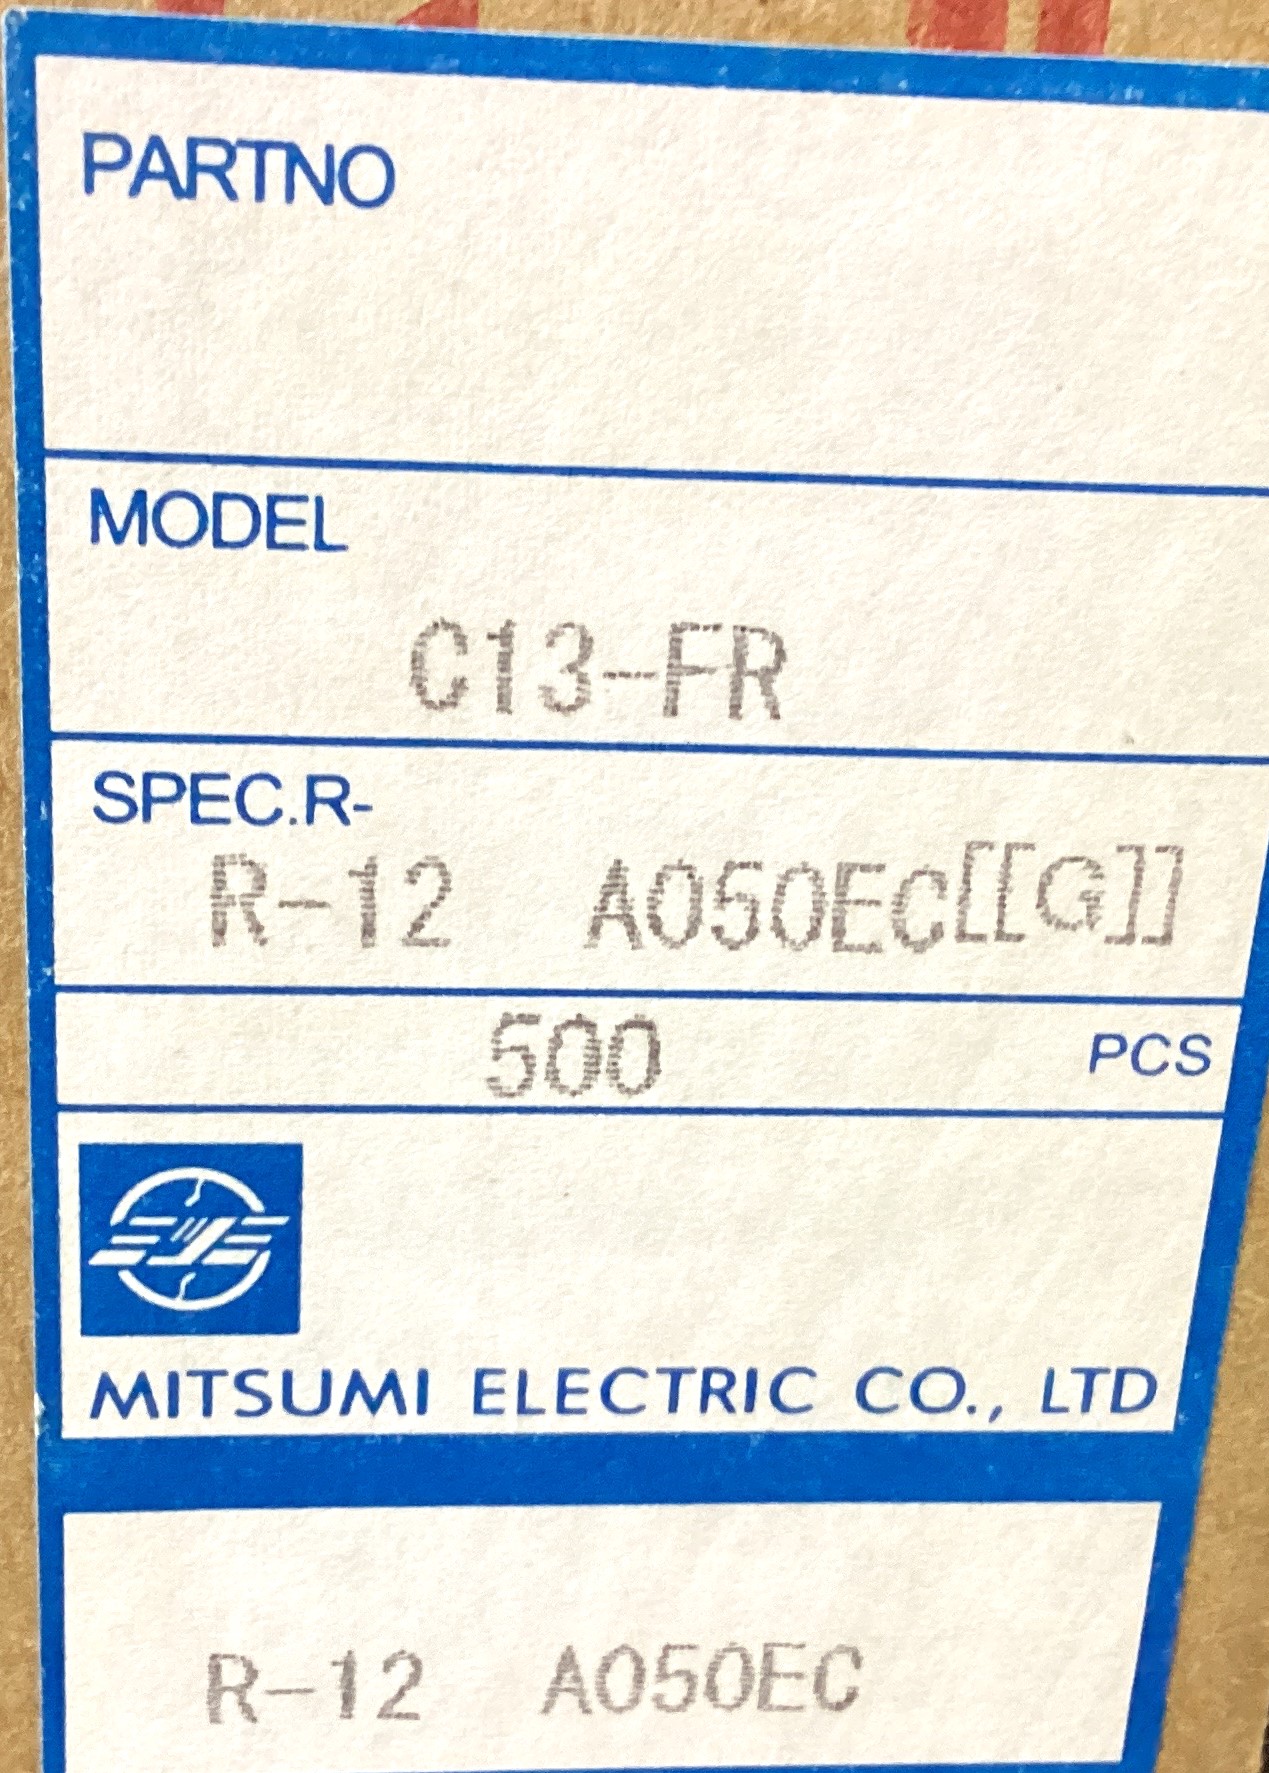 PARTNO
MODEL
C13-FR
SPEC.R-
R-12 A050EC[[G]]
500 PCS
MITSUMI ELECTRIC CO., LTD
R-12 A050EC